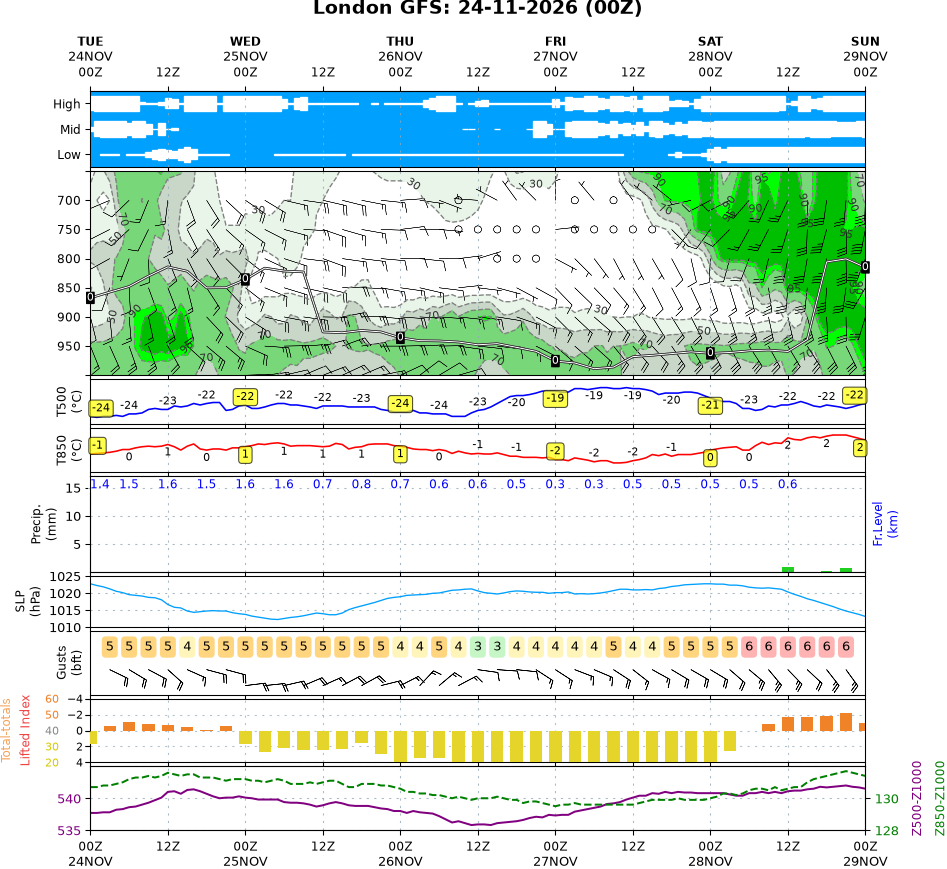 London GFS: 24-11-2026 (00Z)
TUE WED THU FRI SAT SUN
24NOV 25NOV 26NOV 27NOV 28NOV 29NOV
00Z 12Z 00Z 12Z 00Z 12Z 00Z 12Z 00Z 12Z 00Z
High
Mid
Low
700
750
800
850
900
950
0 0 0 0 0 0
T500 (°C)
-24 -24 -23 -22 -22 -22 -22 -23 -24 -24 -23 -20 -19 -19 -19 -20 -21 -23 -22 -22 -22
T850 (°C)
-1 0 1 0 1 1 1 1 1 0 -1 -1 -2 -2 -2 -1 0 0 2 2 2
Precip. (mm)
15
10
5
1.4 1.5 1.6 1.5 1.6 1.6 0.7 0.8 0.7 0.6 0.6 0.5 0.3 0.3 0.5 0.5 0.5 0.5 0.6
Fr.Level (km)
SLP (hPa)
1025
1020
1015
1010
Gusts (bft)
5 5 5 5 4 5 5 5 5 5 5 5 5 5 5 4 4 5 4 3 3 4 4 4 4 4 5 4 4 5 5 5 5 6 6 6 6 6 6
Total-totals
Lifted Index
60 −4
50 −2
40 0
30 2
20 4
540
535
130
128
Z500-Z1000
Z850-Z1000
00Z 12Z 00Z 12Z 00Z 12Z 00Z 12Z 00Z 12Z 00Z
24NOV 25NOV 26NOV 27NOV 28NOV 29NOV